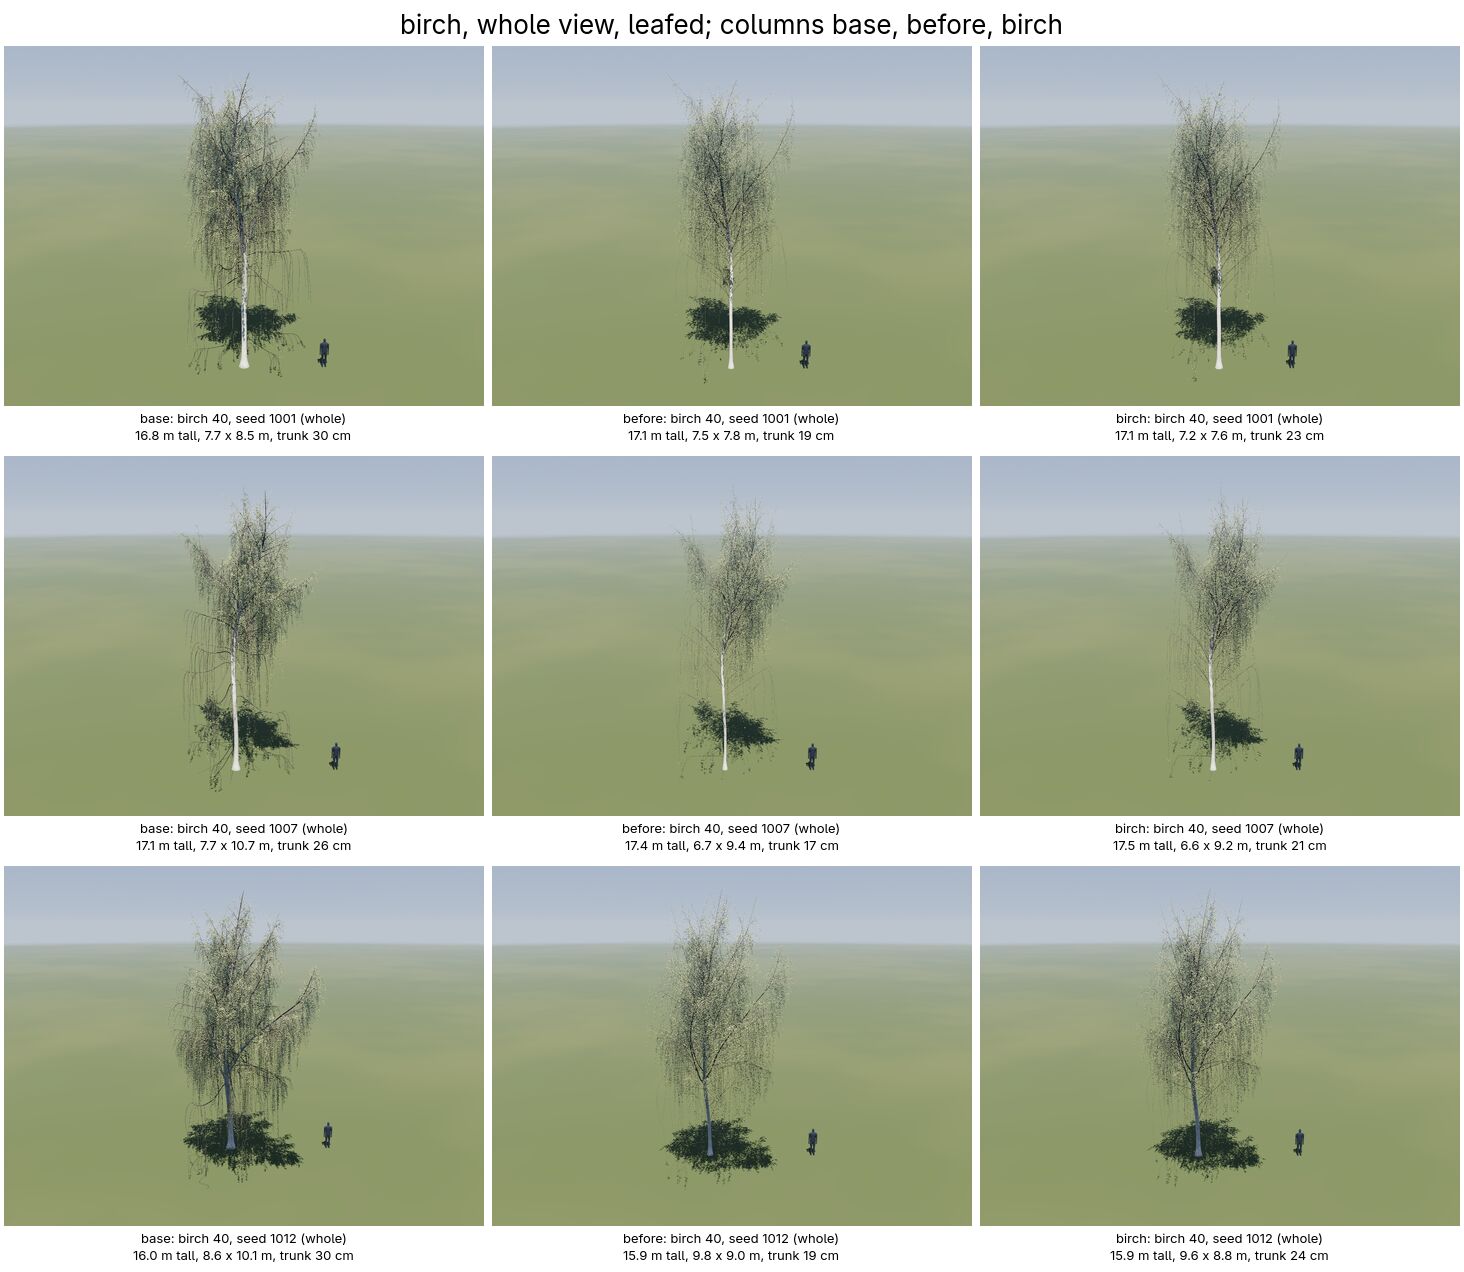 birch, whole view, leafed; columns base, before, birch
base: birch 40, seed 1001 (whole)
16.8 m tall, 7.7 x 8.5 m, trunk 30 cm
before: birch 40, seed 1001 (whole)
17.1 m tall, 7.5 x 7.8 m, trunk 19 cm
birch: birch 40, seed 1001 (whole)
17.1 m tall, 7.2 x 7.6 m, trunk 23 cm
base: birch 40, seed 1007 (whole)
17.1 m tall, 7.7 x 10.7 m, trunk 26 cm
before: birch 40, seed 1007 (whole)
17.4 m tall, 6.7 x 9.4 m, trunk 17 cm
birch: birch 40, seed 1007 (whole)
17.5 m tall, 6.6 x 9.2 m, trunk 21 cm
base: birch 40, seed 1012 (whole)
16.0 m tall, 8.6 x 10.1 m, trunk 30 cm
before: birch 40, seed 1012 (whole)
15.9 m tall, 9.8 x 9.0 m, trunk 19 cm
birch: birch 40, seed 1012 (whole)
15.9 m tall, 9.6 x 8.8 m, trunk 24 cm